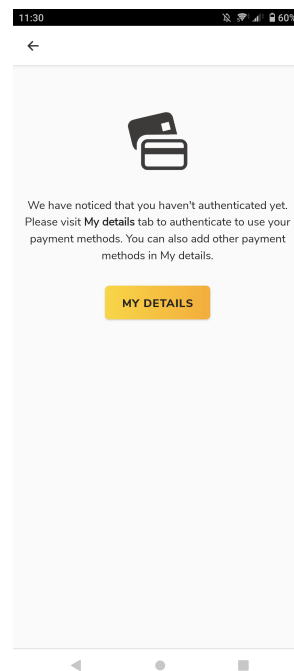 11:30
60%
We have noticed that you haven't authenticated yet.
Please visit My details tab to authenticate to use your
payment methods. You can also add other payment
methods in My details.
MY DETAILS